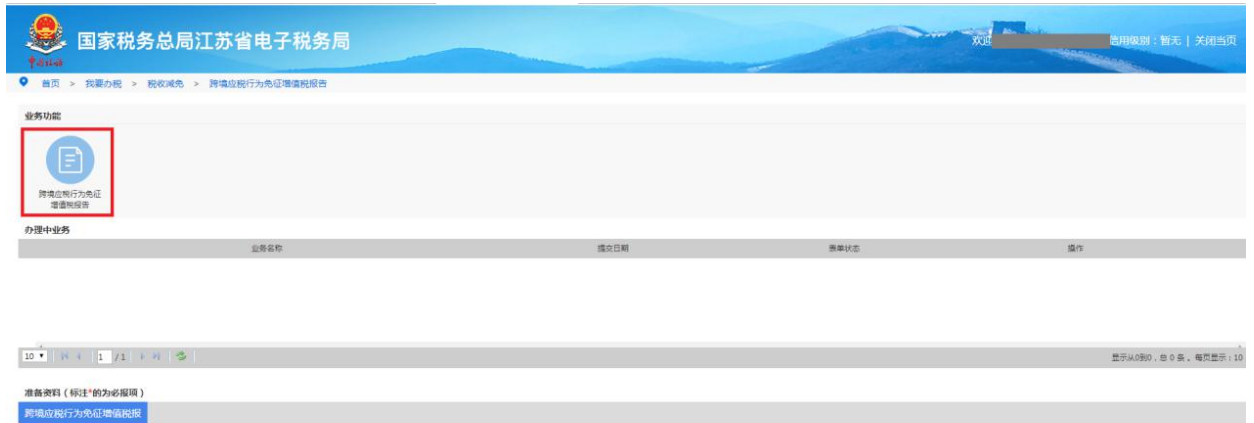 国家税务总局江苏省电子税务局
中国税务
欢迎 信用级别：暂无 | 关闭当页
首页 > 我要办税 > 税收减免 > 跨境应税行为免征增值税报告
业务功能
跨境应税行为免征
增值税报告
办理中业务
业务名称 提交日期 表单状态 操作
10 1 /1 显示从0到0，总 0 条 。每页显示：10
准备资料（标注*的为必报项）
跨境应税行为免征增值税报